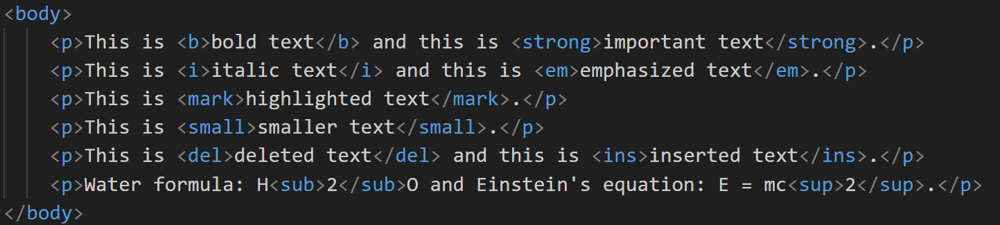 <body>
<p>This is <b>bold text</b> and this is <strong>important text</strong>.</p>
<p>This is <i>italic text</i> and this is <em>emphasized text</em>.</p>
<p>This is <mark>highlighted text</mark>.</p>
<p>This is <small>smaller text</small>.</p>
<p>This is <del>deleted text</del> and this is <ins>inserted text</ins>.</p>
<p>Water formula: H<sub>2</sub>O and Einstein's equation: E = mc<sup>2</sup>.</p>
</body>